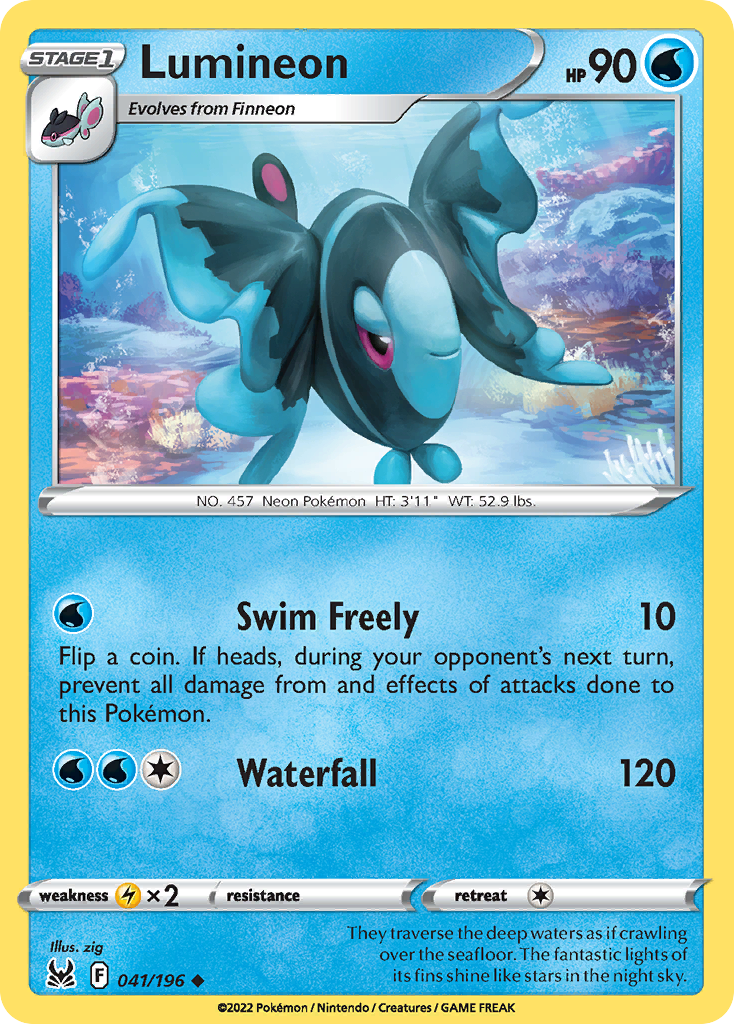 STAGE 1
Lumineon
HP 90
Evolves from Finneon
NO. 457 Neon Pokémon HT: 3'11" WT: 52.9 lbs.
Swim Freely 10
Flip a coin. If heads, during your opponent's next turn,
prevent all damage from and effects of attacks done to
this Pokémon.
Waterfall 120
weakness ×2 resistance retreat
They traverse the deep waters as if crawling
over the seafloor. The fantastic lights of
its fins shine like stars in the night sky.
Illus. zig
F 041/196
©2022 Pokémon / Nintendo / Creatures / GAME FREAK